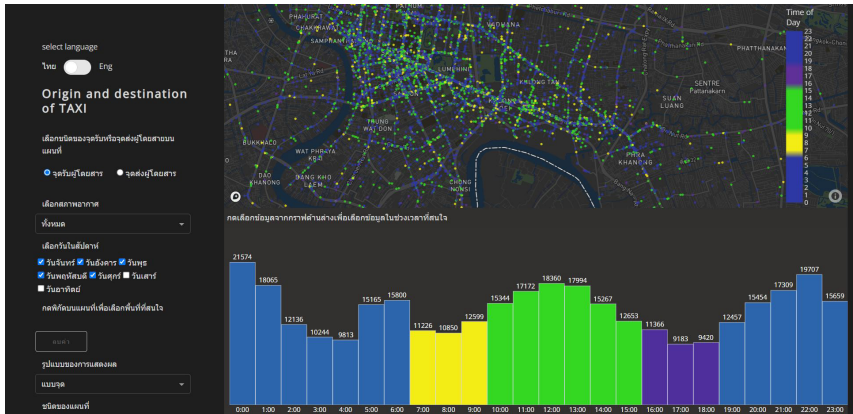 select language
ไทย Eng
Origin and destination
of TAXI
เลือกชนิดของจุดรับหรือจุดส่งผู้โดยสายบน
แผนที่
จุดรับผู้โดยสาร จุดส่งผู้โดยสาร
เลือกสภาพอากาศ
ทั้งหมด
เลือกวันในสัปดาห์
วันจันทร์ วันอังคาร วันพุธ
วันพฤหัสบดี วันศุกร์ วันเสาร์
วันอาทิตย์
กดพิกัดบนแผนที่เพื่อเลือกพื้นที่ที่สนใจ
รูปแบบของการแสดงผล
แบบจุด
ชนิดของแผนที่
PHAHURAT
CHAKKRAWAT
VADHANA
LUMPHINI
KHLONG TAN
THUNG
WAT DON
BUKKHALO
WAT PHRAYA
KRAI
DAO
KHANONG
BANG KHO
LAEM
CHONG
NONSI
PHRA
KHANONG
SUAN
LUANG
SENTRE
Pattanakarn
PHATTHANAKAN
Time of
Day
23
22
21
20
19
18
17
16
15
14
13
12
11
10
9
8
7
6
5
4
3
2
1
0
กดเลือกข้อมูลจากกราฟด้านล่างเพื่อเลือกข้อมูลในช่วงเวลาที่สนใจ
21574
18065
12136
10244
9813
15165
15800
11226
10850
12599
15344
17172
18360
17994
15267
12653
11366
9183
9420
12457
15454
17309
19707
15659
0:00 1:00 2:00 3:00 4:00 5:00 6:00 7:00 8:00 9:00 10:00 11:00 12:00 13:00 14:00 15:00 16:00 17:00 18:00 19:00 20:00 21:00 22:00 23:00